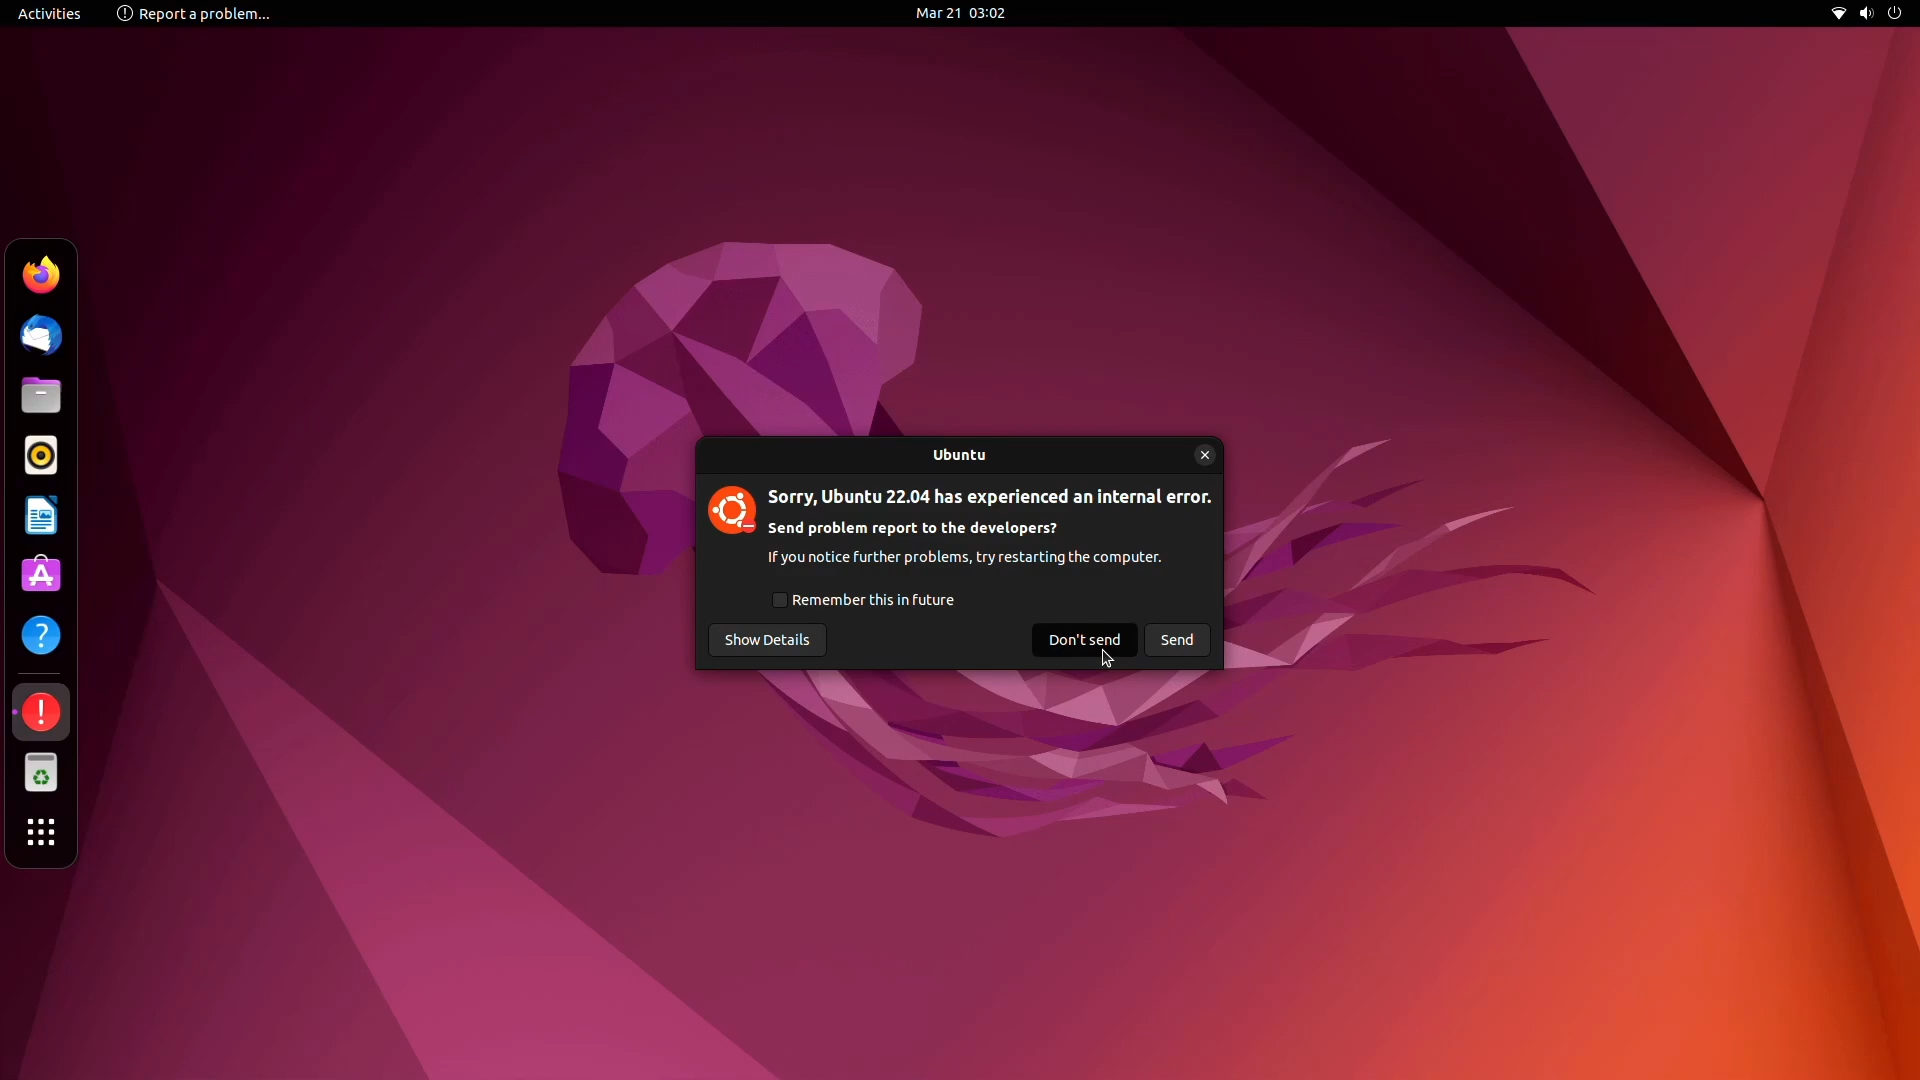 Activities
Report a problem...
Mar 21 03:02
Ubuntu
Sorry, Ubuntu 22.04 has experienced an internal error.
Send problem report to the developers?
If you notice further problems, try restarting the computer.
Remember this in future
Show Details
Don't send
Send